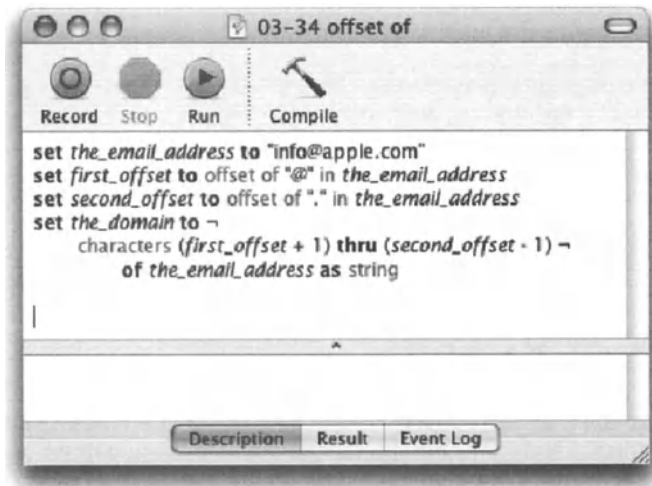 03-34 offset of
Record Stop Run Compile
set the_email_address to "info@apple.com"
set first_offset to offset of "@" in the_email_address
set second_offset to offset of "." in the_email_address
set the_domain to ¬
characters (first_offset + 1) thru (second_offset - 1) ¬
of the_email_address as string
Description Result Event Log